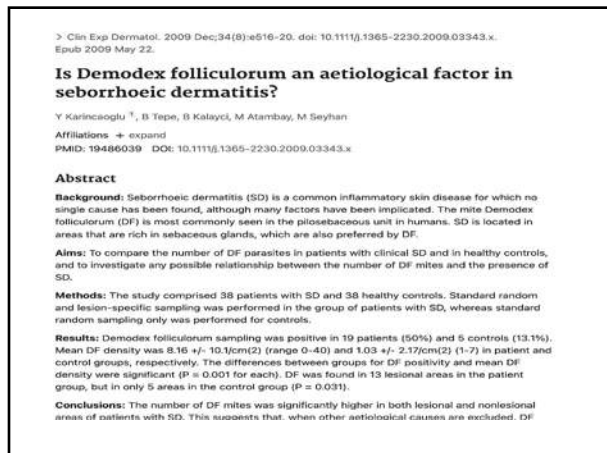 > Clin Exp Dermatol. 2009 Dec;34(8):e516-20. doi: 10.1111/j.1365-2230.2009.03343.x.
Epub 2009 May 22.
Is Demodex folliculorum an aetiological factor in
seborrhoeic dermatitis?
Y Karincaoglu 1, B Tepe, B Kalayci, M Atambay, M Seyhan
Affiliations + expand
PMID: 19486039 DOI: 10.1111/j.1365-2230.2009.03343.x
Abstract
Background: Seborrhoeic dermatitis (SD) is a common inflammatory skin disease for which no
single cause has been found, although many factors have been implicated. The mite Demodex
folliculorum (DF) is most commonly seen in the pilosebaceous unit in humans. SD is located in
areas that are rich in sebaceous glands, which are also preferred by DF.
Aims: To compare the number of DF parasites in patients with clinical SD and in healthy controls,
and to investigate any possible relationship between the number of DF mites and the presence of
SD.
Methods: The study comprised 38 patients with SD and 38 healthy controls. Standard random
and lesion-specific sampling was performed in the group of patients with SD, whereas standard
random sampling only was performed for controls.
Results: Demodex folliculorum sampling was positive in 19 patients (50%) and 5 controls (13.1%).
Mean DF density was 8.16 +/- 10.1/cm(2) (range 0-40) and 1.03 +/- 2.17/cm(2) (1-7) in patient and
control groups, respectively. The differences between groups for DF positivity and mean DF
density were significant (P = 0.001 for each). DF was found in 13 lesional areas in the patient
group, but in only 5 areas in the control group (P = 0.031).
Conclusions: The number of DF mites was significantly higher in both lesional and nonlesional
areas of patients with SD. This suggests that, when other aetiological causes are excluded, DF